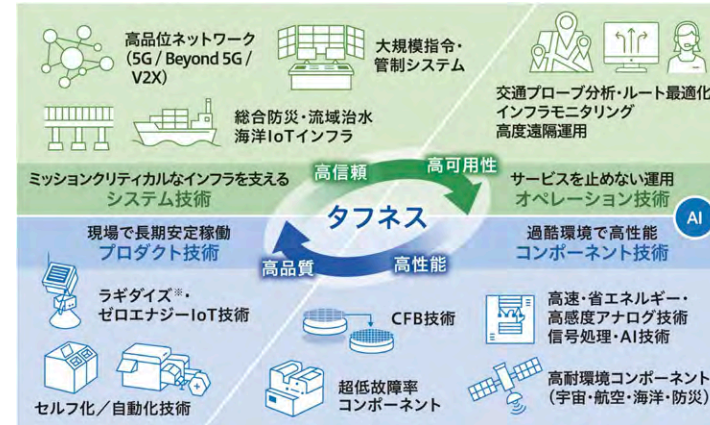 高品位ネットワーク
(5G / Beyond 5G /
V2X)
大規模指令・
管制システム
総合防災・流域治水
海洋IoTインフラ
交通プローブ分析・ルート最適化
インフラモニタリング
高度遠隔運用
ミッションクリティカルなインフラを支える
システム技術
高信頼
高可用性
サービスを止めない運用
オペレーション技術
タフネス
AI
現場で長期安定稼働
プロダクト技術
高品質
高性能
過酷環境で高性能
コンポーネント技術
ラギダイズ※・
ゼロエナジーIoT技術
CFB技術
高速・省エネルギー・
高感度アナログ技術
信号処理・AI技術
セルフ化／自動化技術
超低故障率
コンポーネント
高耐環境コンポーネント
(宇宙・航空・海洋・防災)